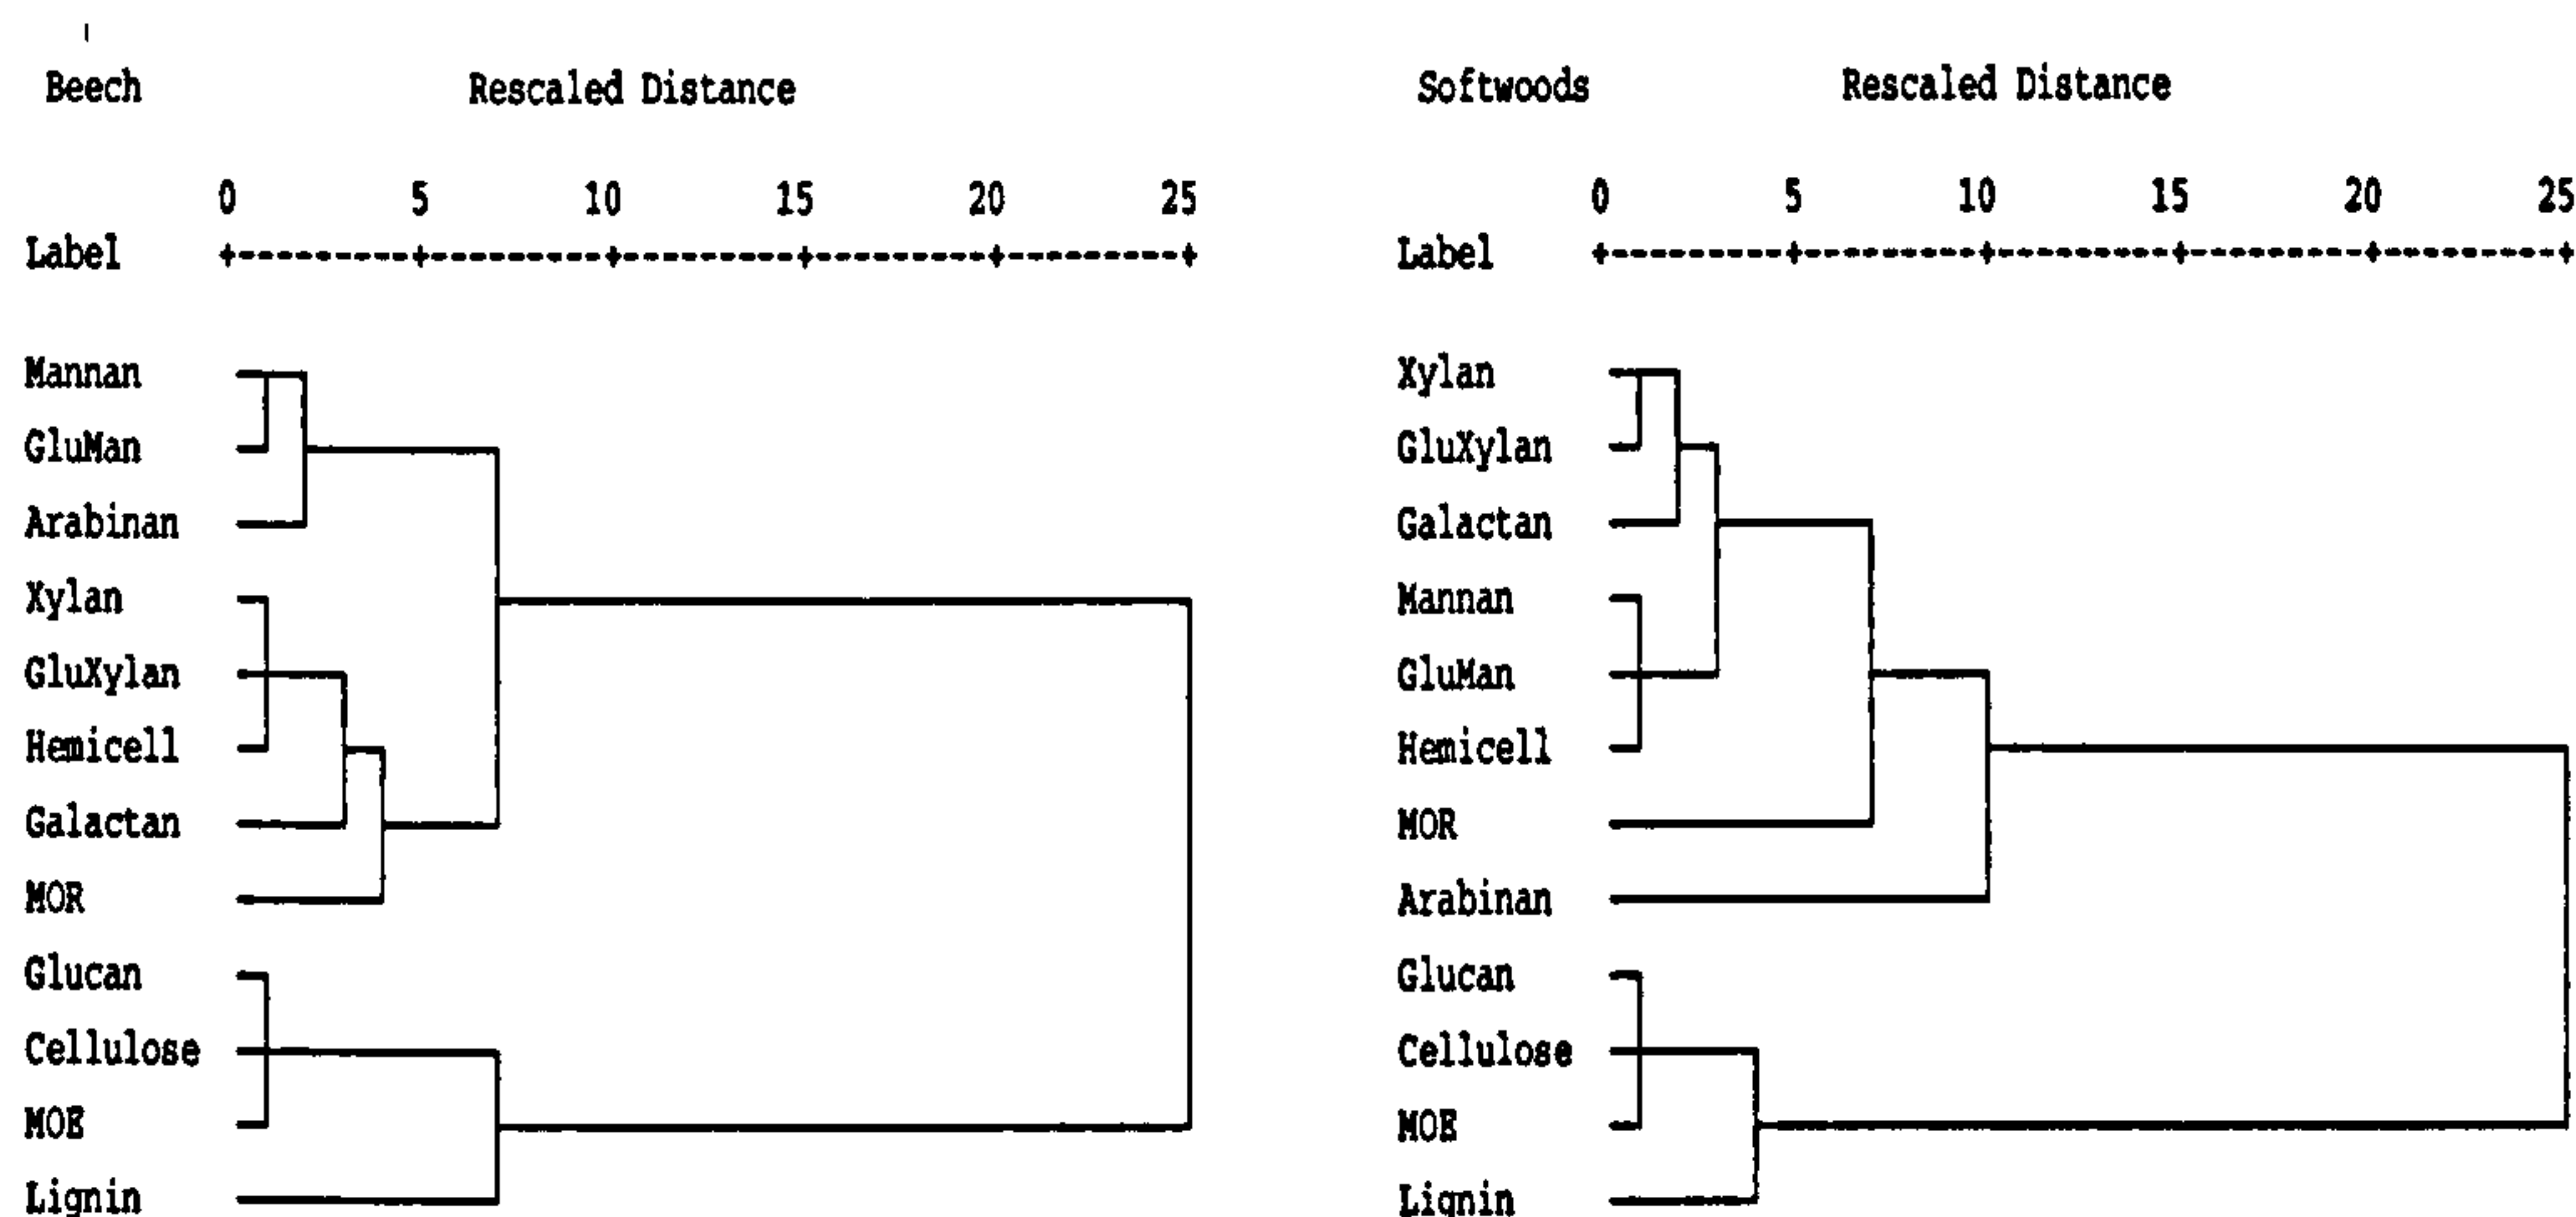 Beech Rescaled Distance
0 5 10 15 20 25
Label
Mannan
GluMan
Arabinan
Xylan
GluXylan
Hemicell
Galactan
MOR
Glucan
Cellulose
MOE
Lignin
Softwoods Rescaled Distance
0 5 10 15 20 25
Label
Xylan
GluXylan
Galactan
Mannan
GluMan
Hemicell
MOR
Arabinan
Glucan
Cellulose
MOE
Lignin